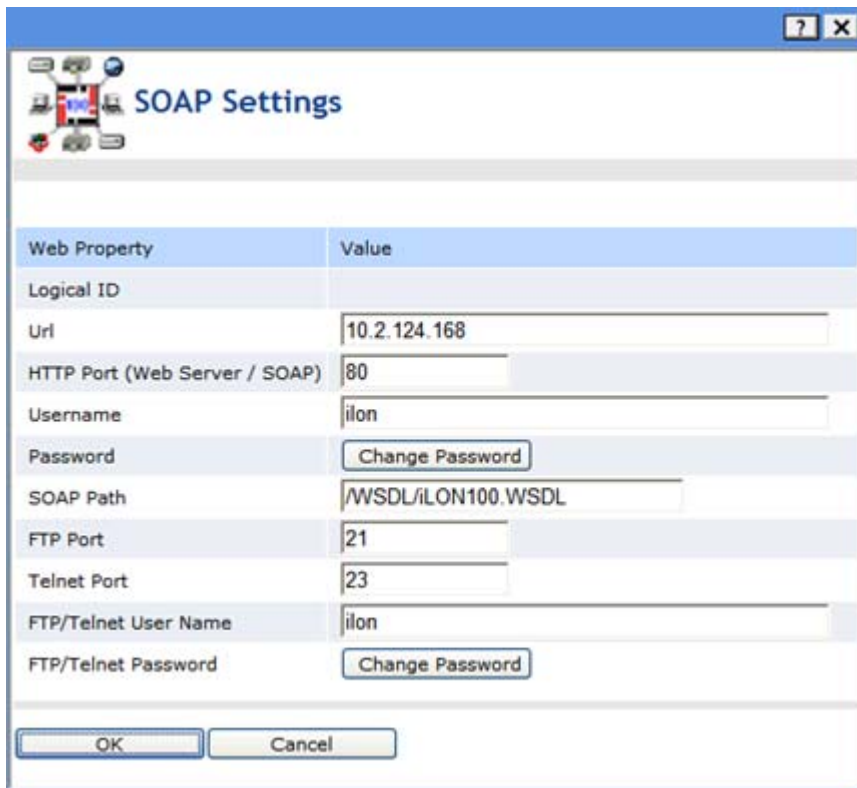 SOAP Settings
Web Property Value
Logical ID
Url 10.2.124.168
HTTP Port (Web Server / SOAP) 80
Username ilon
Password Change Password
SOAP Path /WSDL/iLON100.WSDL
FTP Port 21
Telnet Port 23
FTP/Telnet User Name ilon
FTP/Telnet Password Change Password
OK Cancel